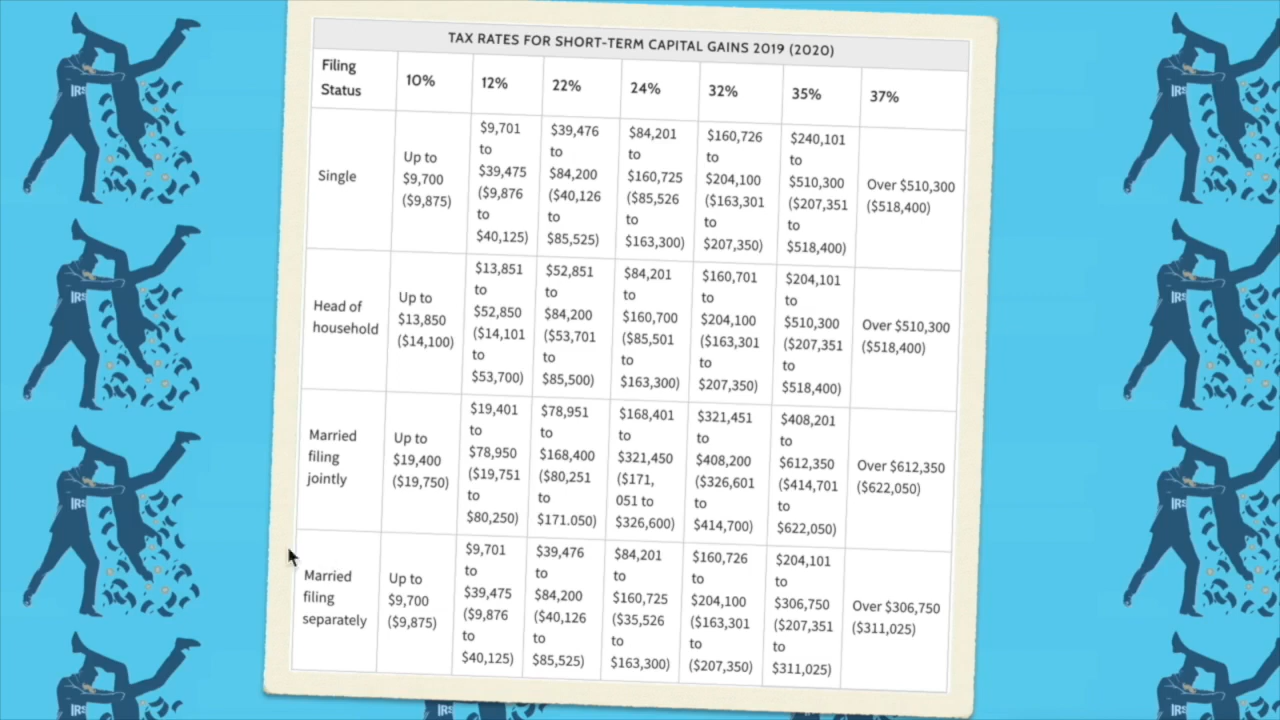 TAX RATES FOR SHORT-TERM CAPITAL GAINS 2019 (2020)
Filing Status 10% 12% 22% 24% 32% 35% 37%
Single
Up to
$9,700
($9,875)
$9,701
to
$39,475
($9,876
to
$40,125)
$39,476
to
$84,200
($40,126
to
$85,525)
$84,201
to
$160,725
($85,526
to
$163,300)
$160,726
to
$204,100
($163,301
to
$207,350)
$240,101
to
$510,300
($207,351
to
$518,400)
Over $510,300
($518,400)
Head of
household
Up to
$13,850
($14,100)
$13,851
to
$52,850
($14,101
to
$53,700)
$52,851
to
$84,200
($53,701
to
$85,500)
$84,201
to
$160,700
($85,501
to
$163,300)
$160,701
to
$204,100
($163,301
to
$207,350)
$204,101
to
$510,300
($207,351
to
$518,400)
Over $510,300
($518,400)
Married
filing
jointly
Up to
$19,400
($19,750)
$19,401
to
$78,950
($19,751
to
$80,250)
$78,951
to
$168,400
($80,251
to
$171.050)
$168,401
to
$321,450
($171,
051 to
$326,600)
$321,451
to
$408,200
($326,601
to
$414,700)
$408,201
to
$612,350
($414,701
to
$622,050)
Over $612,350
($622,050)
Married
filing
separately
Up to
$9,700
($9,875)
$9,701
to
$39,475
($9,876
to
$40,125)
$39,476
to
$84,200
($40,126
to
$85,525)
$84,201
to
$160,725
($35,526
to
$163,300)
$160,726
to
$204,100
($163,301
to
($207,350)
$204,101
to
$306,750
($207,351
to
$311,025)
Over $306,750
($311,025)
IRS
IRS
IRS
IRS
IRS
IRS
IRS
IRS
IRS
IRS